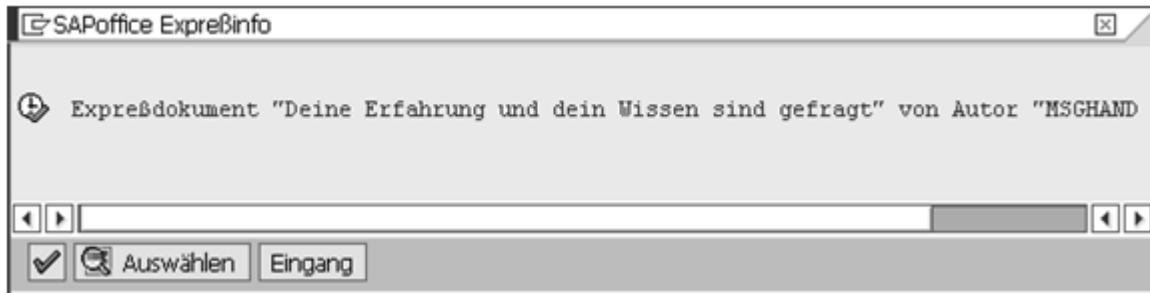 SAPoffice Expreßinfo
Expreßdokument "Deine Erfahrung und dein Wissen sind gefragt" von Autor "MSGHAND
Auswählen Eingang